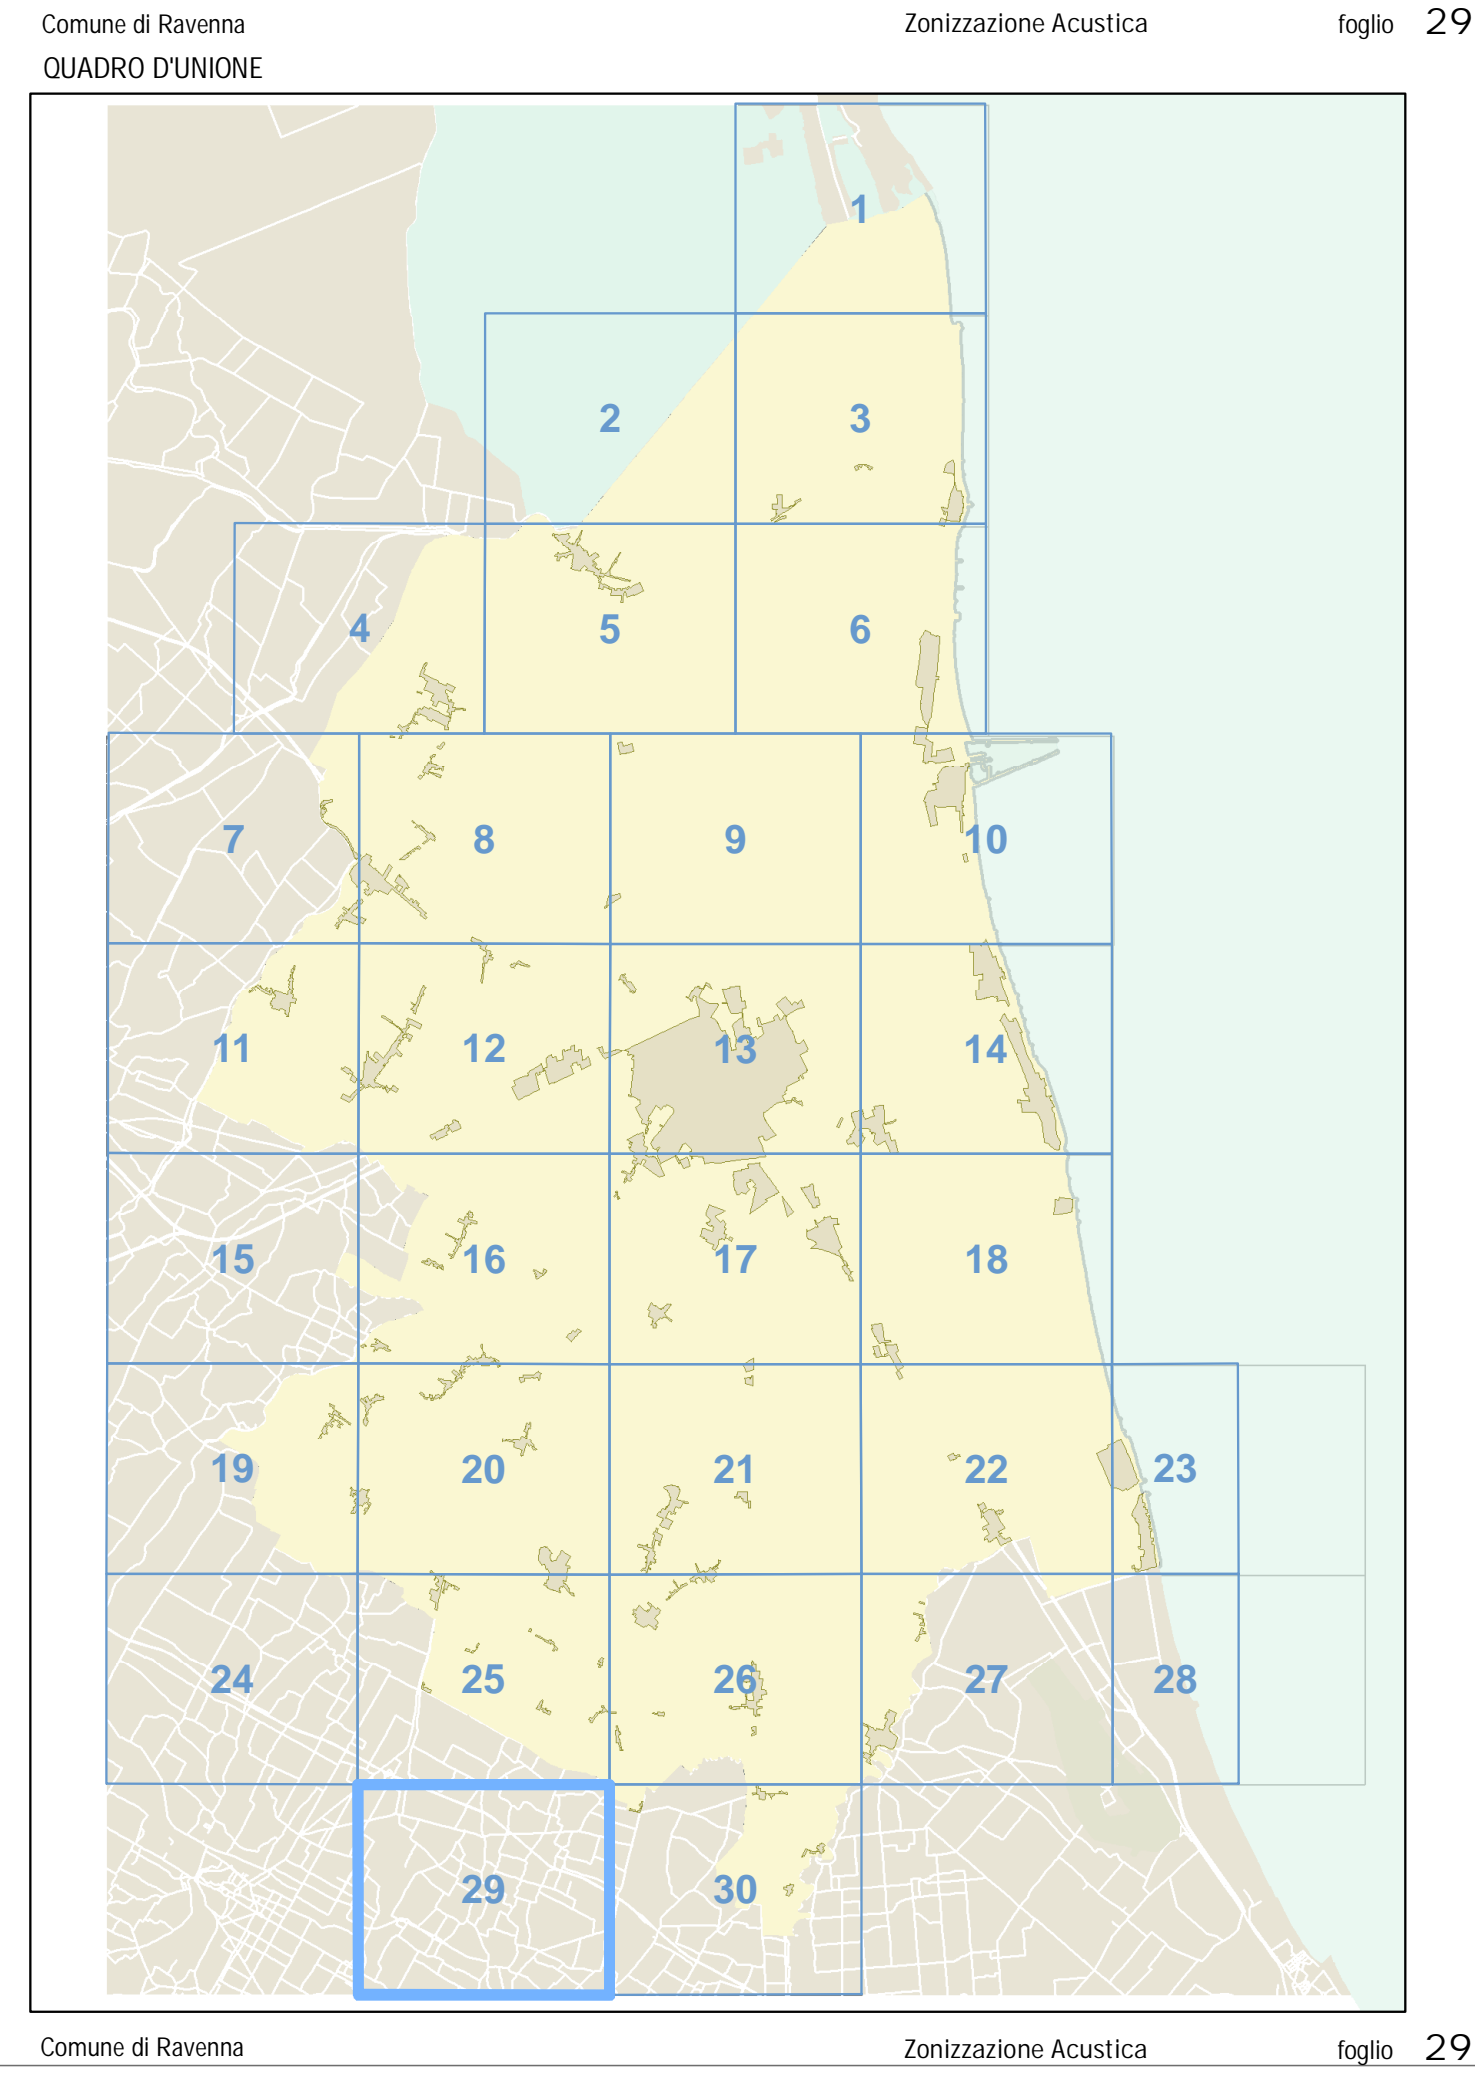 Comune di Ravenna Zonizzazione Acustica foglio 29
QUADRO D'UNIONE
1
2 3
4 5 6
7 8 9 10
11 12 13 14
15 16 17 18
19 20 21 22 23
24 25 26 27 28
29 30
Comune di Ravenna Zonizzazione Acustica foglio 29